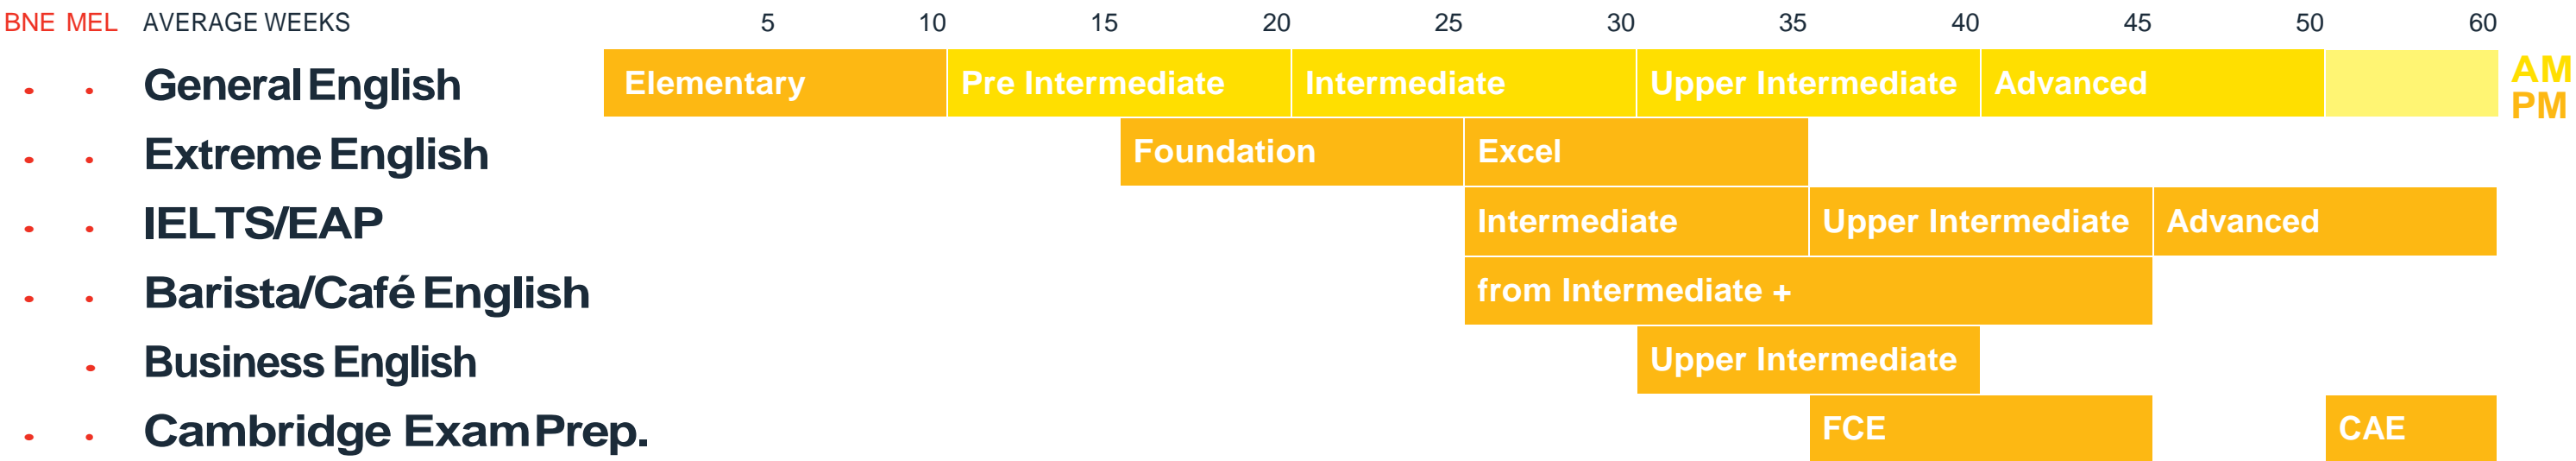 BNE MEL AVERAGE WEEKS 5 10 15 20 25 30 35 40 45 50 60
General English Elementary Pre Intermediate Intermediate Upper Intermediate Advanced AM
PM
Extreme English Foundation Excel
IELTS/EAP Intermediate Upper Intermediate Advanced
Barista/Café English from Intermediate +
Business English Upper Intermediate
Cambridge Exam Prep. FCE CAE